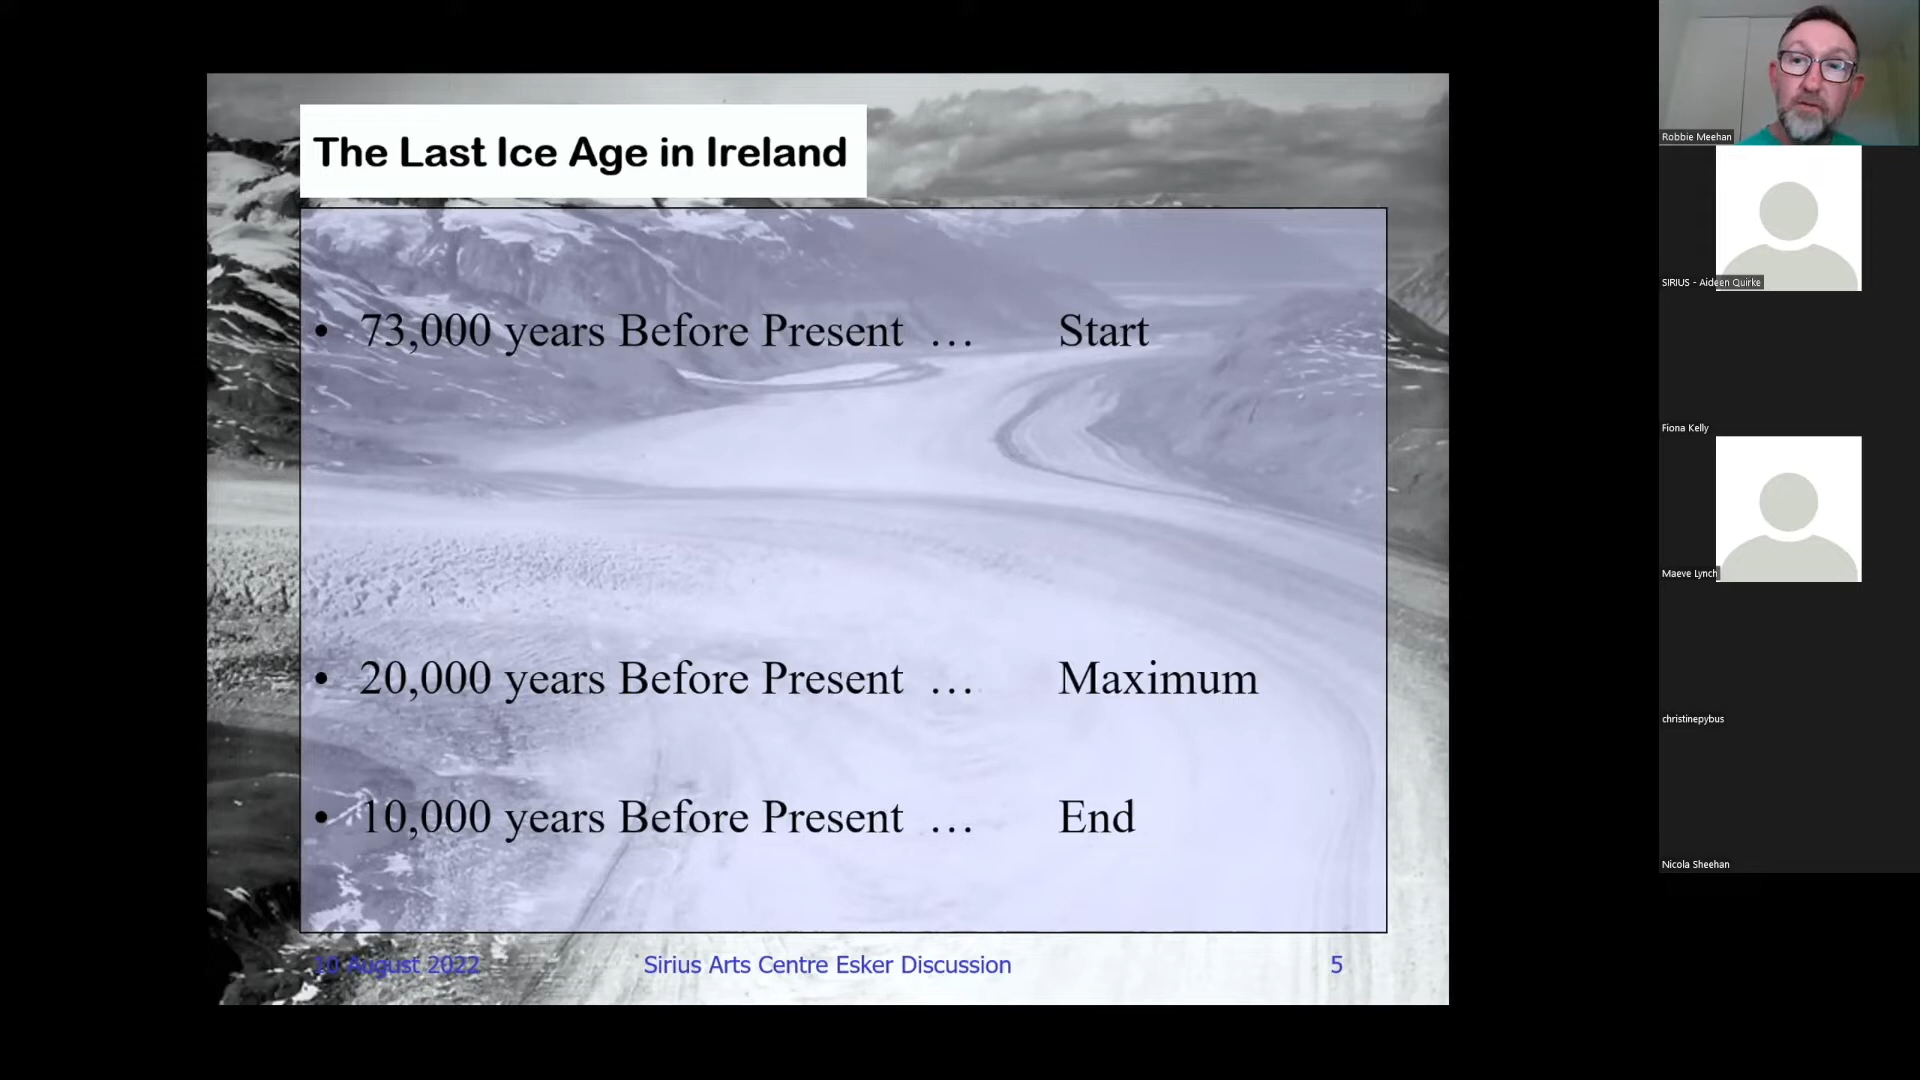 The Last Ice Age in Ireland
• 73,000 years Before Present … Start
• 20,000 years Before Present … Maximum
• 10,000 years Before Present … End
10 August 2022 Sirius Arts Centre Esker Discussion 5
Robbie Meehan
SIRIUS - Aideen Quirke
Fiona Kelly
Maeve Lynch
christinepybus
Nicola Sheehan